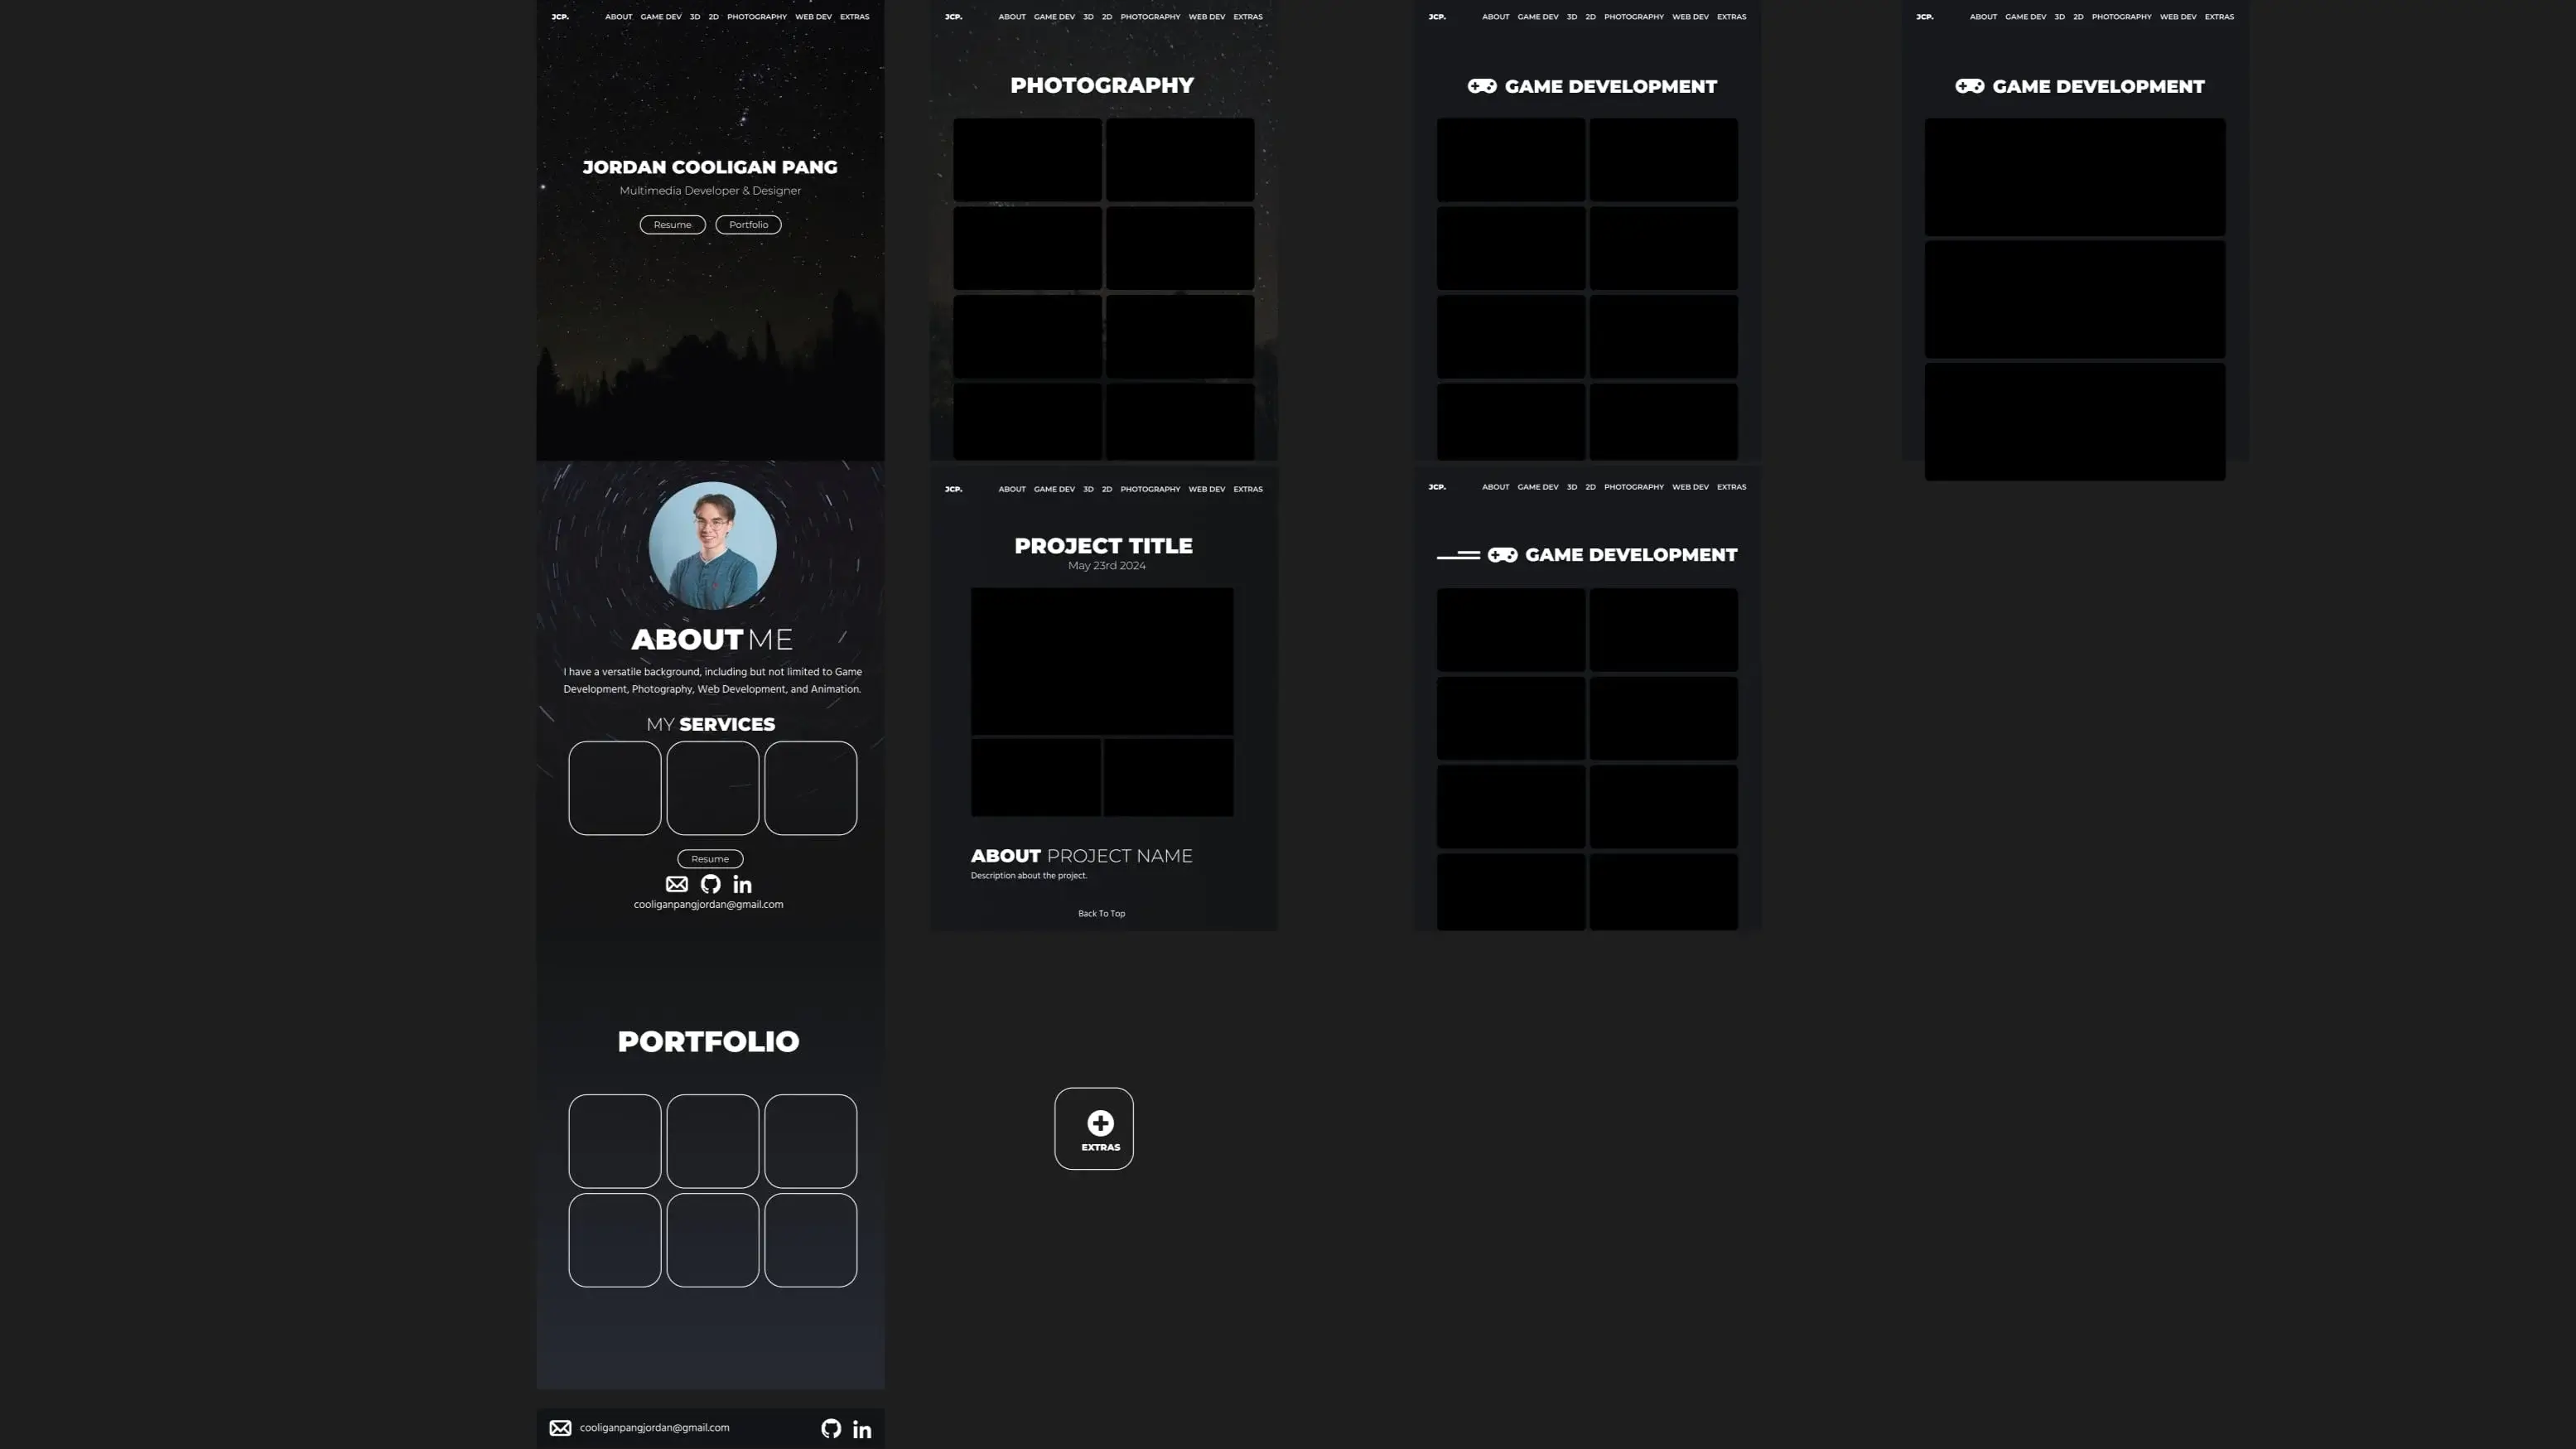 JCP. ABOUT GAME DEV 3D 2D PHOTOGRAPHY WEB DEV EXTRAS
JORDAN COOLIGAN PANG
Multimedia Developer & Designer
Resume Portfolio
ABOUT ME
I have a versatile background, including but not limited to Game
Development, Photography, Web Development, and Animation.
MY SERVICES
Resume
cooliganpangjordan@gmail.com
PORTFOLIO
cooliganpangjordan@gmail.com
JCP. ABOUT GAME DEV 3D 2D PHOTOGRAPHY WEB DEV EXTRAS
PHOTOGRAPHY
JCP. ABOUT GAME DEV 3D 2D PHOTOGRAPHY WEB DEV EXTRAS
PROJECT TITLE
May 23rd 2024
ABOUT PROJECT NAME
Description about the project.
Back To Top
EXTRAS
JCP. ABOUT GAME DEV 3D 2D PHOTOGRAPHY WEB DEV EXTRAS
GAME DEVELOPMENT
JCP. ABOUT GAME DEV 3D 2D PHOTOGRAPHY WEB DEV EXTRAS
GAME DEVELOPMENT
JCP. ABOUT GAME DEV 3D 2D PHOTOGRAPHY WEB DEV EXTRAS
GAME DEVELOPMENT